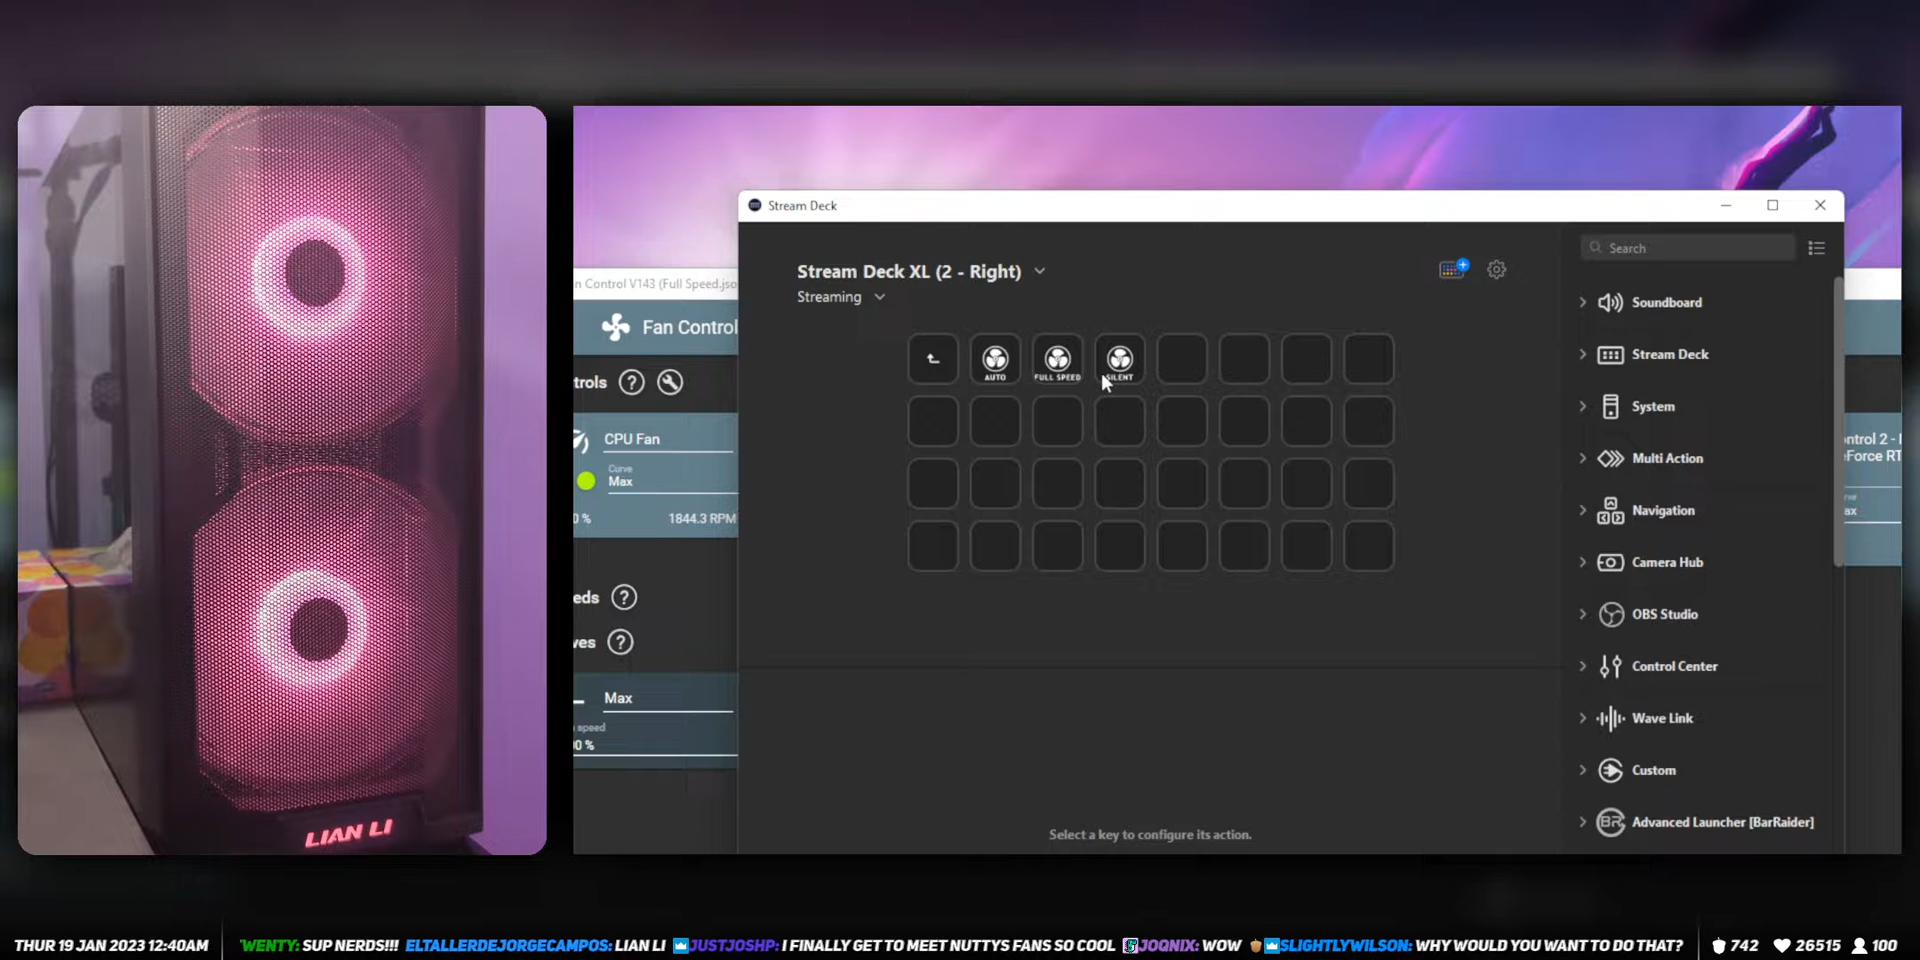 LIAN LI
Stream Deck
Stream Deck XL (2 - Right)
Streaming
AUTO
FULL SPEED
SILENT
Select a key to configure its action.
Search
Soundboard
Stream Deck
System
Multi Action
Navigation
Camera Hub
OBS Studio
Control Center
Wave Link
Custom
Advanced Launcher [BarRaider]
n Control V143 (Full Speed.jso
Fan Control
trols
CPU Fan
Curve
Max
0 %
1844.3 RPM
eds
ves
Max
speed
00 %
ntrol 2 -
eForce RT
ve
ax
THUR 19 JAN 2023 12:40AM
WENTY: SUP NERDS!!! ELTALLERDEJORGECAMPOS: LIAN LI JUSTJOSHP: I FINALLY GET TO MEET NUTTYS FANS SO COOL JOQNIX: WOW SLIGHTLYWILSON: WHY WOULD YOU WANT TO DO THAT?
742 26515 100